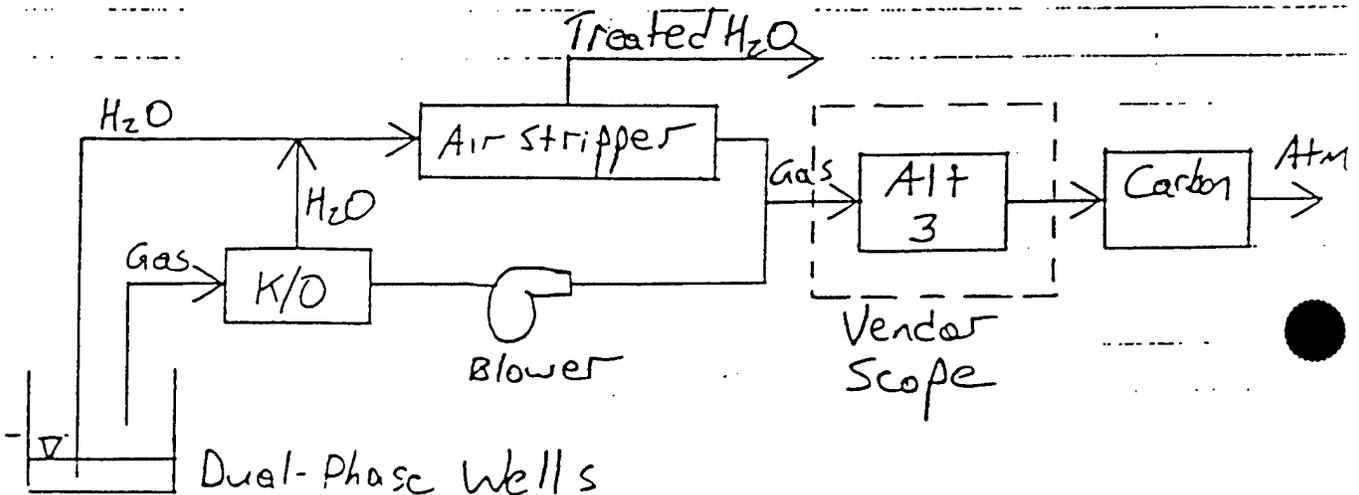 Treated H₂O
H₂O
Air stripper
Gas
Alt
3
Carbon
Atm
H₂O
Gas
K/O
Blower
Vendor
Scope
Dual-Phase Wells